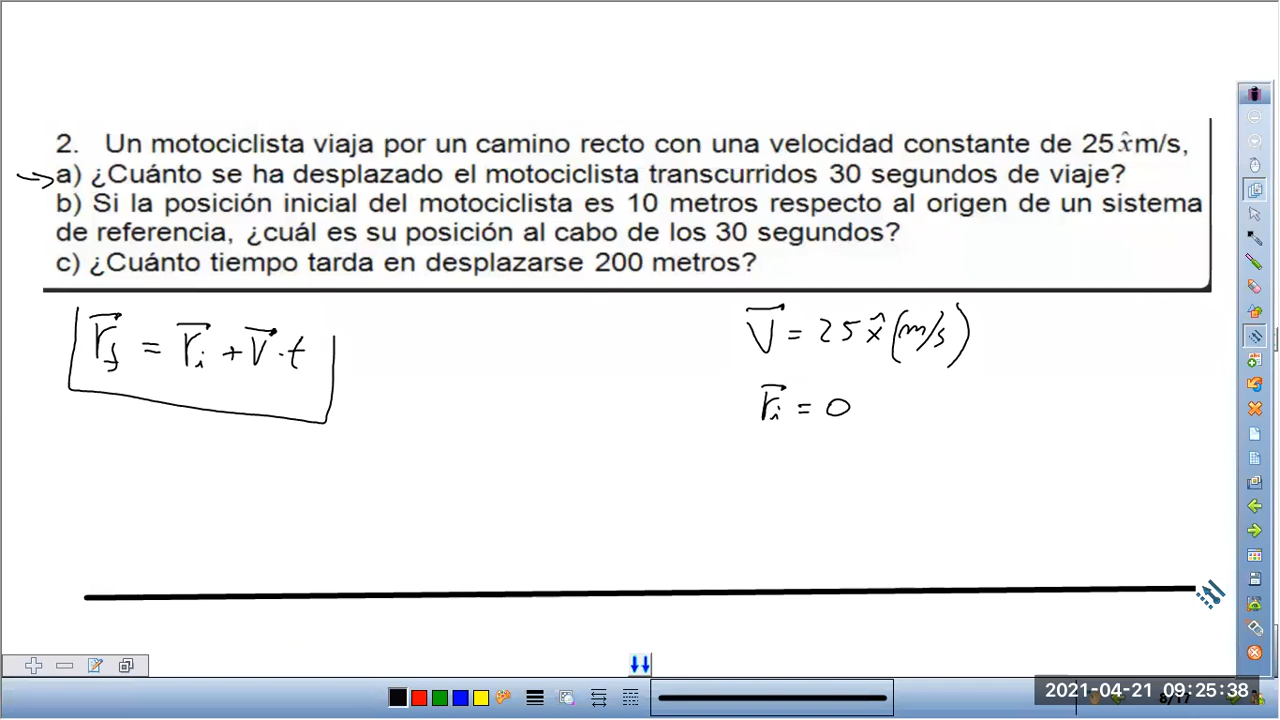 2. Un motociclista viaja por un camino recto con una velocidad constante de 25 x̂ m/s,
a) ¿Cuánto se ha desplazado el motociclista transcurridos 30 segundos de viaje?
b) Si la posición inicial del motociclista es 10 metros respecto al origen de un sistema
de referencia, ¿cuál es su posición al cabo de los 30 segundos?
c) ¿Cuánto tiempo tarda en desplazarse 200 metros?
r⃗f = r⃗i + V⃗ · t
V⃗ = 25 x̂ (m/s)
r⃗i = 0
2021-04-21 09:25:38
8/17